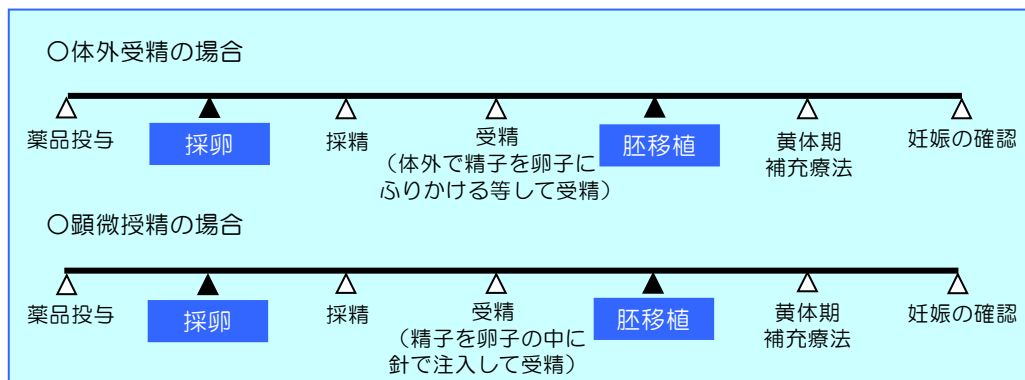 〇体外受精の場合
薬品投与
採卵
採精
受精
(体外で精子を卵子に
ふりかける等して受精)
胚移植
黄体期
補充療法
妊娠の確認
〇顕微授精の場合
薬品投与
採卵
採精
受精
(精子を卵子の中に
針で注入して受精)
胚移植
黄体期
補充療法
妊娠の確認